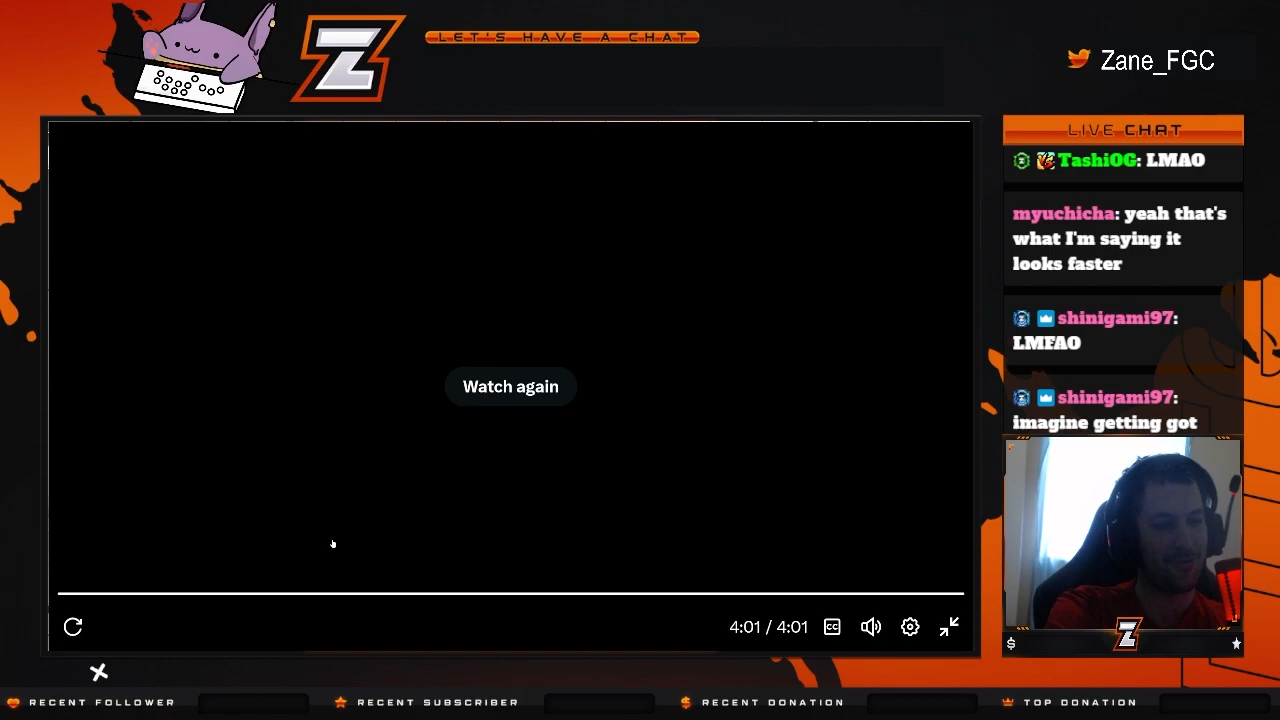 LET'S HAVE A CHAT
Z
Zane_FGC
LIVE CHAT
TashiOG: LMAO
myuchicha: yeah that's
what I'm saying it
looks faster
shinigami97:
LMFAO
shinigami97:
imagine getting got
Watch again
4:01 / 4:01
CC
$
Z
RECENT FOLLOWER
RECENT SUBSCRIBER
RECENT DONATION
TOP DONATION